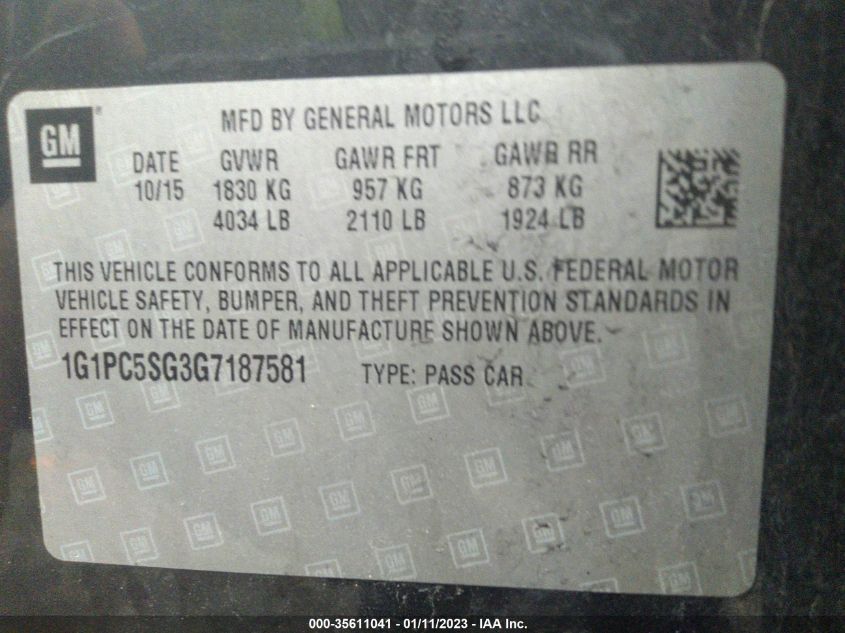 GM ®
MFD BY GENERAL MOTORS LLC
DATE GVWR GAWR FRT GAWR RR
10/15 1830 KG 957 KG 873 KG
4034 LB 2110 LB 1924 LB
THIS VEHICLE CONFORMS TO ALL APPLICABLE U.S. FEDERAL MOTOR
VEHICLE SAFETY, BUMPER, AND THEFT PREVENTION STANDARDS IN
EFFECT ON THE DATE OF MANUFACTURE SHOWN ABOVE.
1G1PC5SG3G7187581 TYPE: PASS CAR
000-35611041 - 01/11/2023 - IAA Inc.